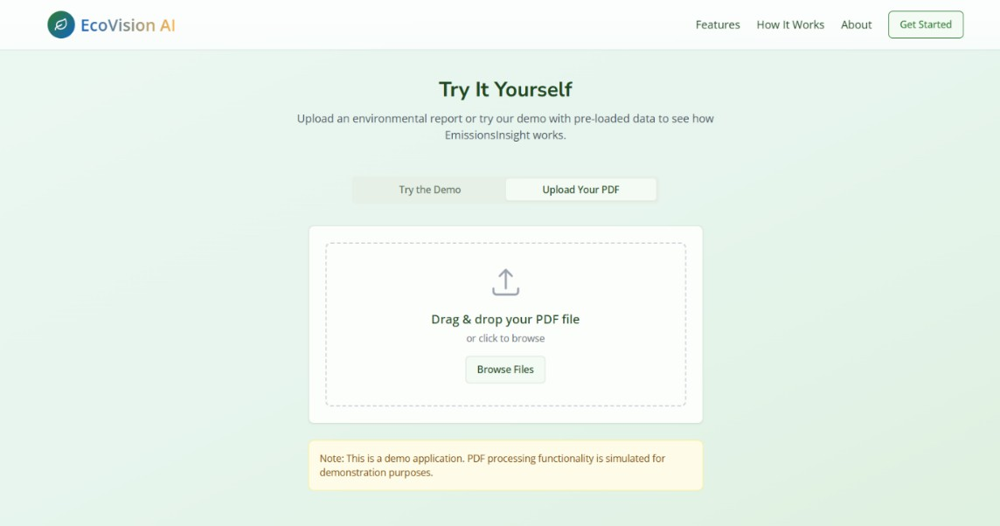 EcoVision AI
Features
How It Works
About
Get Started
Try It Yourself
Upload an environmental report or try our demo with pre-loaded data to see how
EmissionsInsight works.
Try the Demo
Upload Your PDF
Drag & drop your PDF file
or click to browse
Browse Files
Note: This is a demo application. PDF processing functionality is simulated for
demonstration purposes.